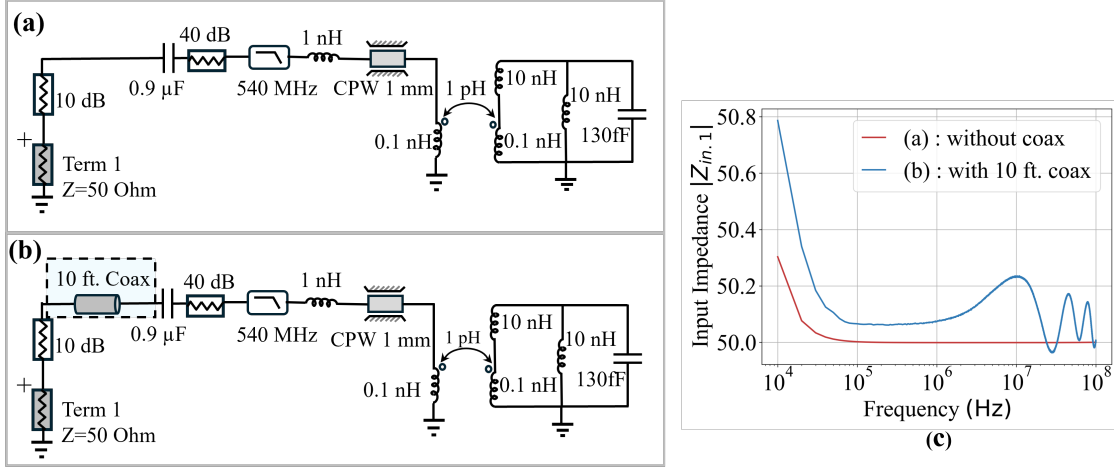 (a)
40 dB
1 nH
0.9 µF
540 MHz
CPW 1 mm
10 dB
1 pH
10 nH
10 nH
0.1 nH
0.1 nH
130fF
+
Term 1
Z=50 Ohm
(b)
10 ft. Coax
40 dB
1 nH
0.9 µF
540 MHz
CPW 1 mm
10 dB
1 pH
10 nH
10 nH
0.1 nH
0.1 nH
130fF
+
Term 1
Z=50 Ohm
Input Impedance |Z_{in.1}|
50.8
50.6
50.4
50.2
50.0
(a) : without coax
(b) : with 10 ft. coax
10^4
10^5
10^6
10^7
10^8
Frequency (Hz)
(c)